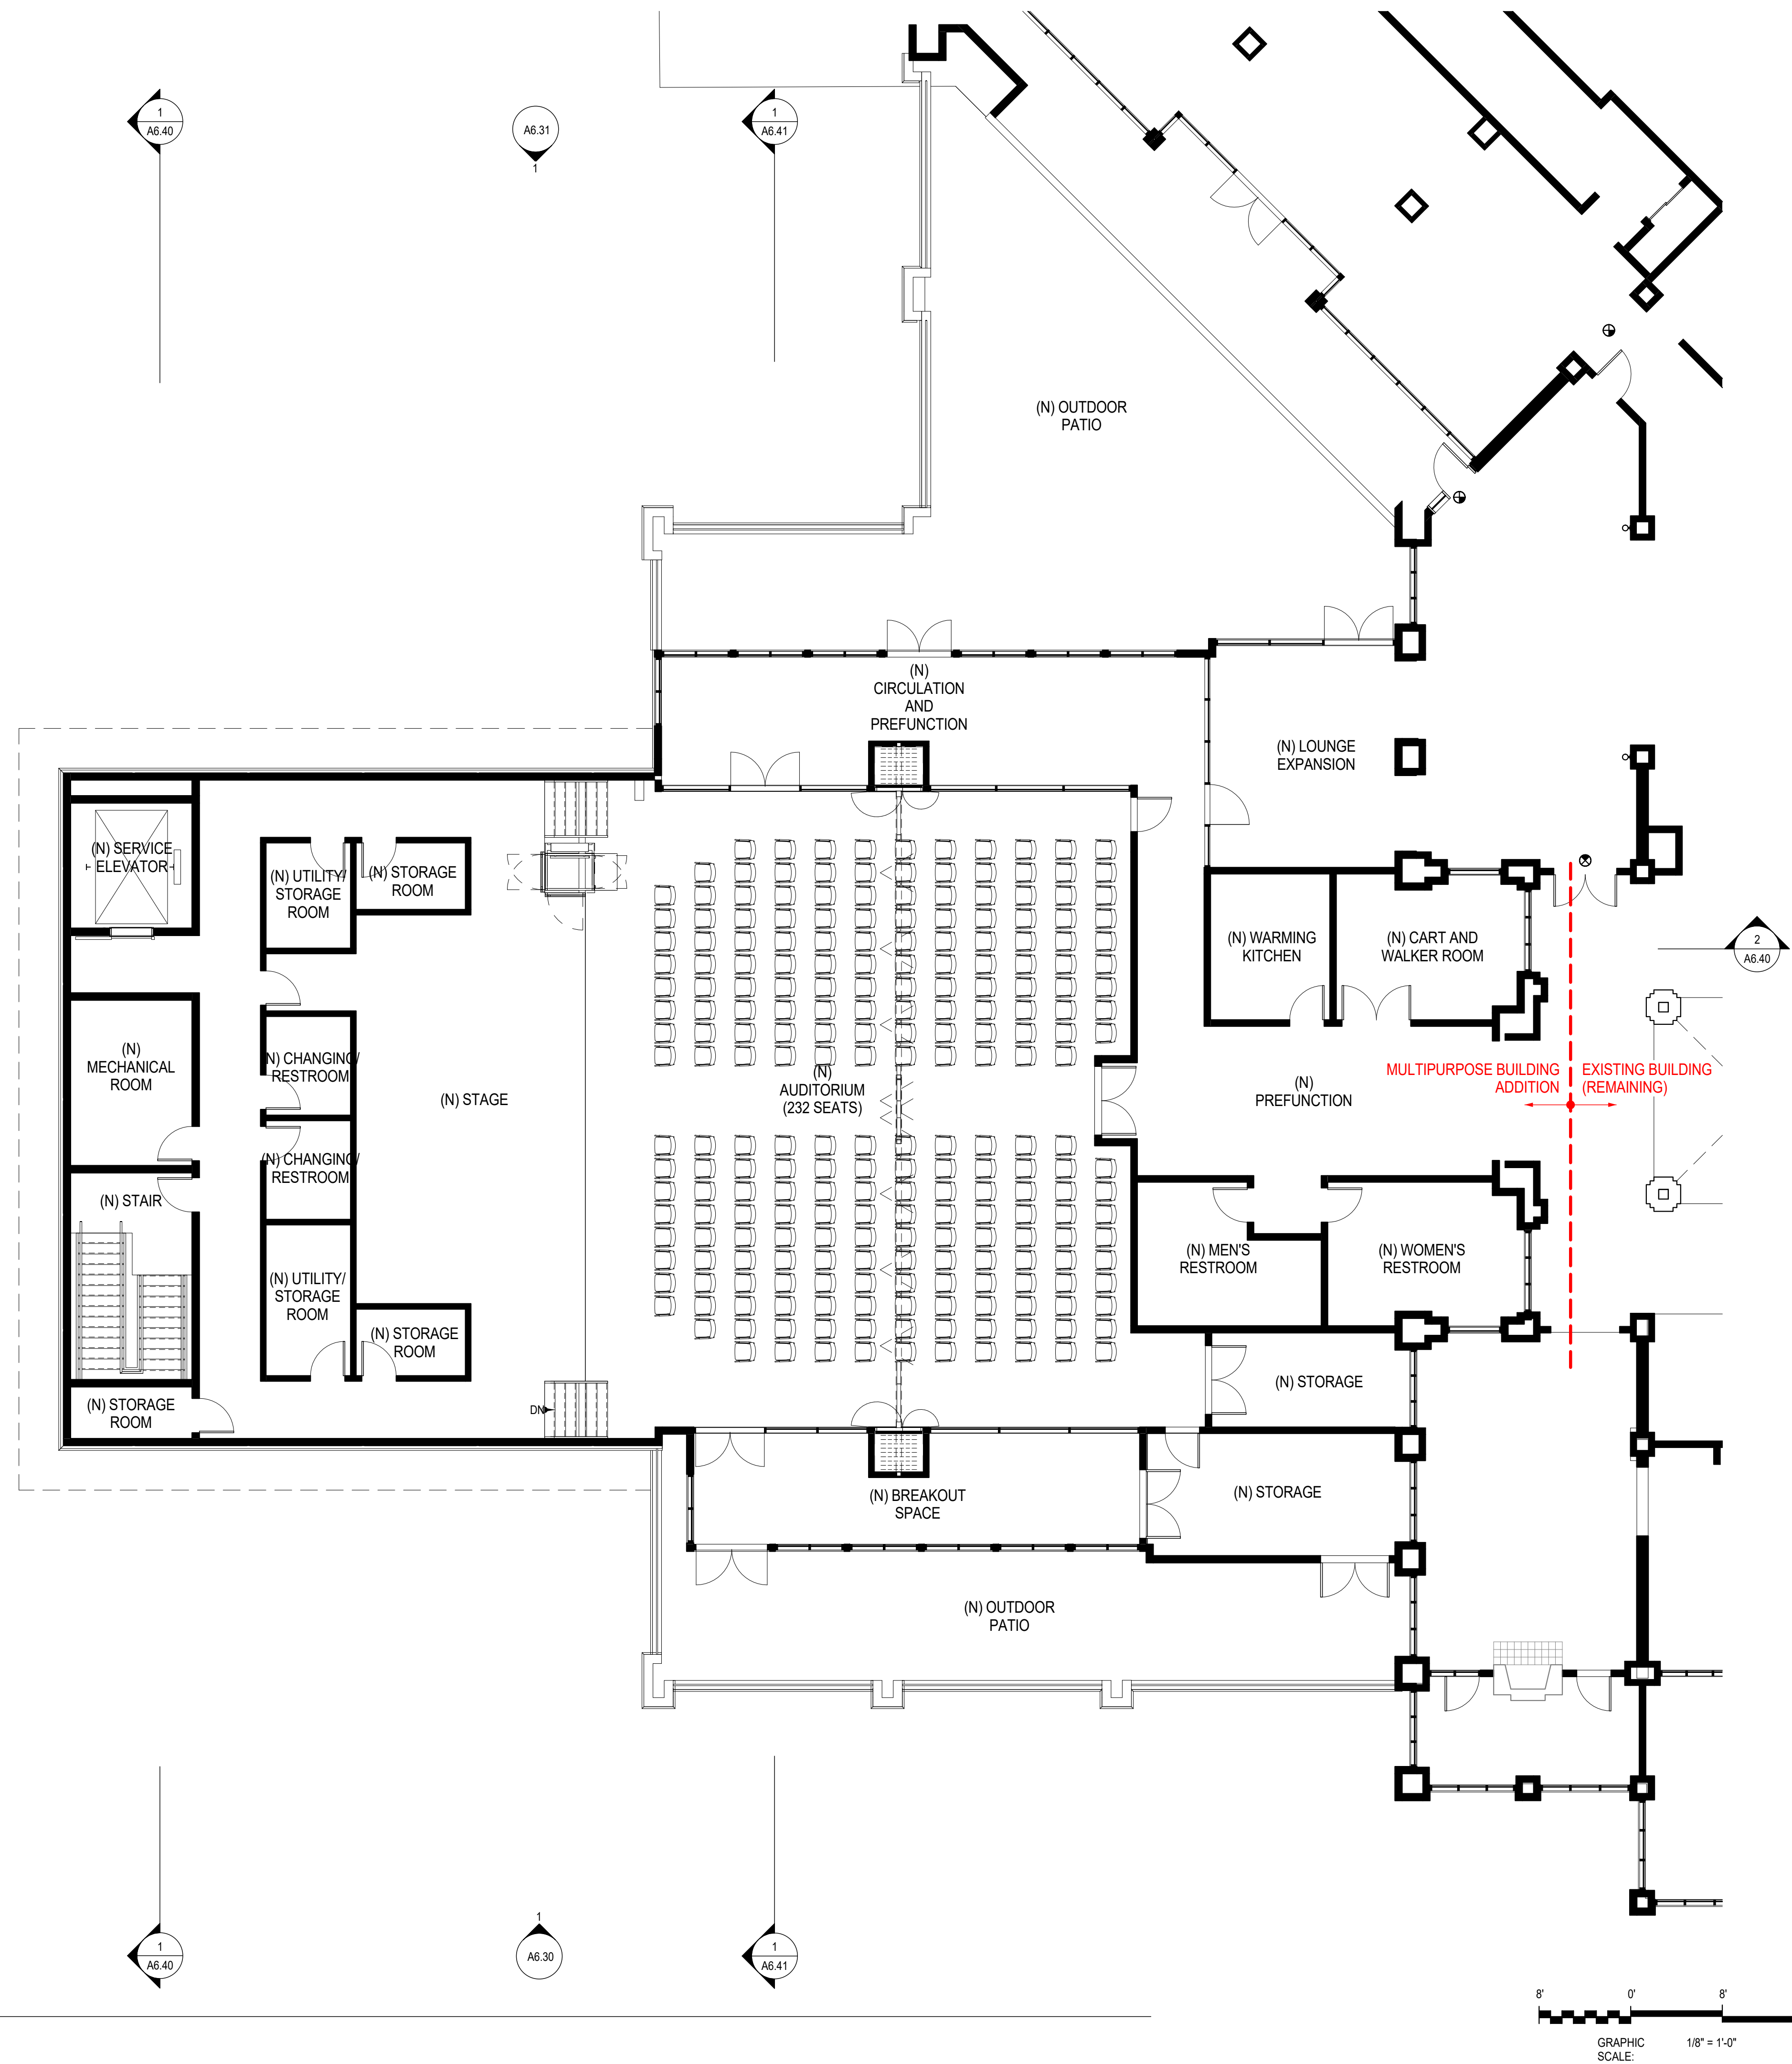 1
A6.40
A6.31
1
1
A6.41
(N) OUTDOOR
PATIO
(N)
CIRCULATION
AND
PREFUNCTION
(N) LOUNGE
EXPANSION
(N) SERVICE
ELEVATOR
(N) UTILITY/
STORAGE
ROOM
(N) STORAGE
ROOM
(N) WARMING
KITCHEN
(N) CART AND
WALKER ROOM
2
A6.40
(N)
MECHANICAL
ROOM
(N) CHANGING/
RESTROOM
(N) STAGE
(N)
AUDITORIUM
(232 SEATS)
(N)
PREFUNCTION
MULTIPURPOSE BUILDING
ADDITION
EXISTING BUILDING
(REMAINING)
(N) CHANGING/
RESTROOM
(N) STAIR
(N) MEN'S
RESTROOM
(N) WOMEN'S
RESTROOM
(N) UTILITY/
STORAGE
ROOM
(N) STORAGE
ROOM
(N) STORAGE
(N) STORAGE
ROOM
DN
(N) BREAKOUT
SPACE
(N) STORAGE
(N) OUTDOOR
PATIO
1
A6.40
1
A6.30
1
A6.41
8'
0'
8'
GRAPHIC
SCALE:
1/8" = 1'-0"